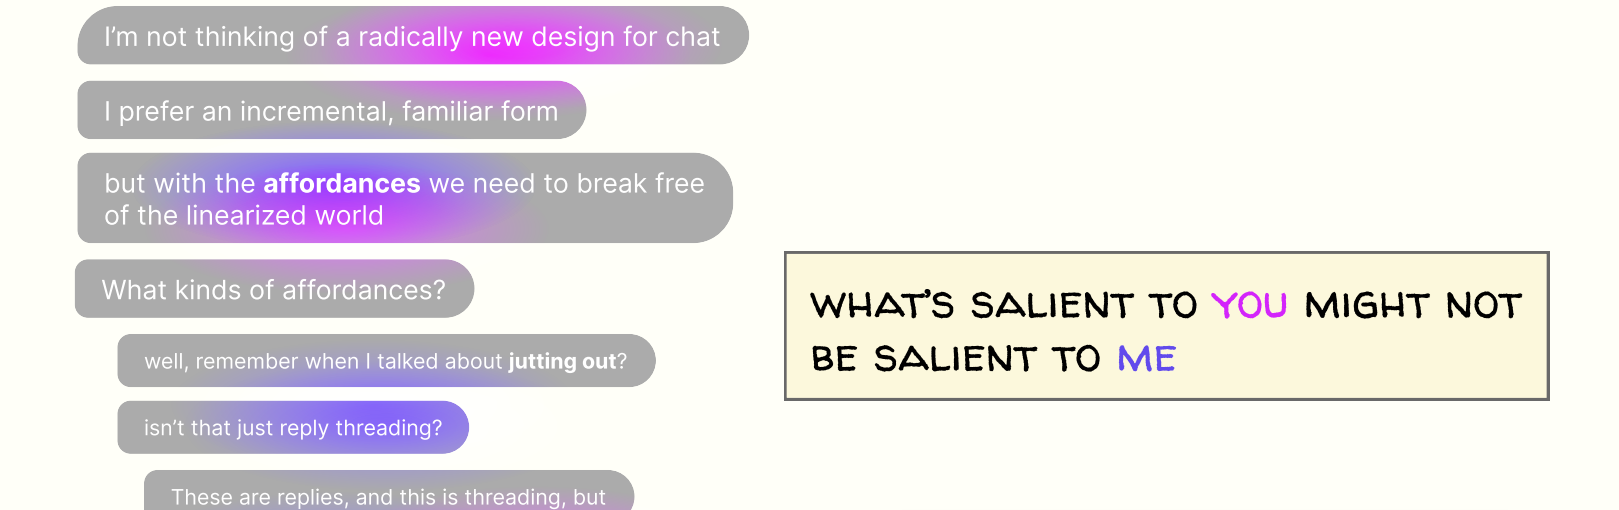 I'm not thinking of a radically new design for chat
I prefer an incremental, familiar form
but with the affordances we need to break free
of the linearized world
What kinds of affordances?
well, remember when I talked about jutting out?
isn't that just reply threading?
These are replies, and this is threading, but
WHAT'S SALIENT TO YOU MIGHT NOT
BE SALIENT TO ME